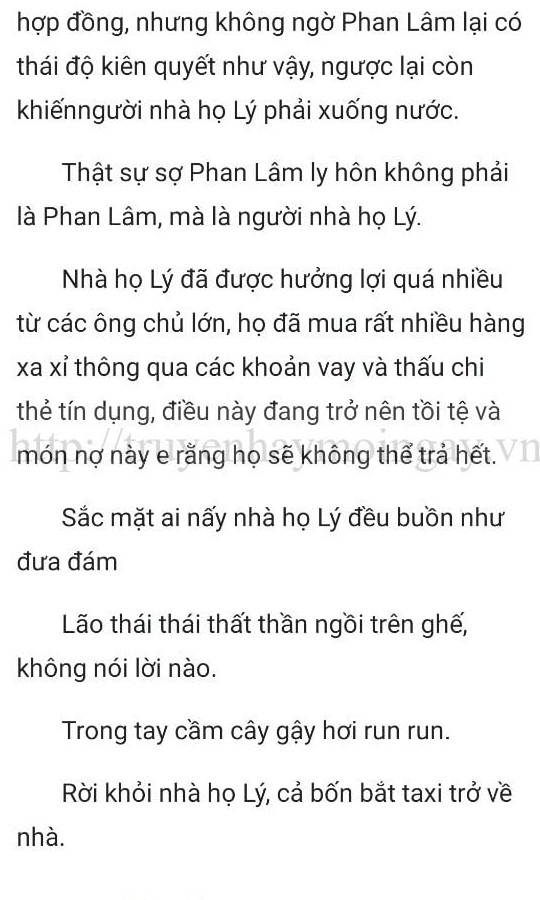 hợp đồng, nhưng không ngờ Phan Lâm lại có
thái độ kiên quyết như vậy, ngược lại còn
khiếnngười nhà họ Lý phải xuống nước.
Thật sự sợ Phan Lâm ly hôn không phải
là Phan Lâm, mà là người nhà họ Lý.
Nhà họ Lý đã được hưởng lợi quá nhiều
từ các ông chủ lớn, họ đã mua rất nhiều hàng
xa xỉ thông qua các khoản vay và thấu chi
thẻ tín dụng, điều này đang trở nên tồi tệ và
http://truyenhaymoingay.vn
món nợ này e rằng họ sẽ không thể trả hết.
Sắc mặt ai nấy nhà họ Lý đều buồn như
đưa đám
Lão thái thái thất thần ngồi trên ghế,
không nói lời nào.
Trong tay cầm cây gậy hơi run run.
Rời khỏi nhà họ Lý, cả bốn bắt taxi trở về
nhà.